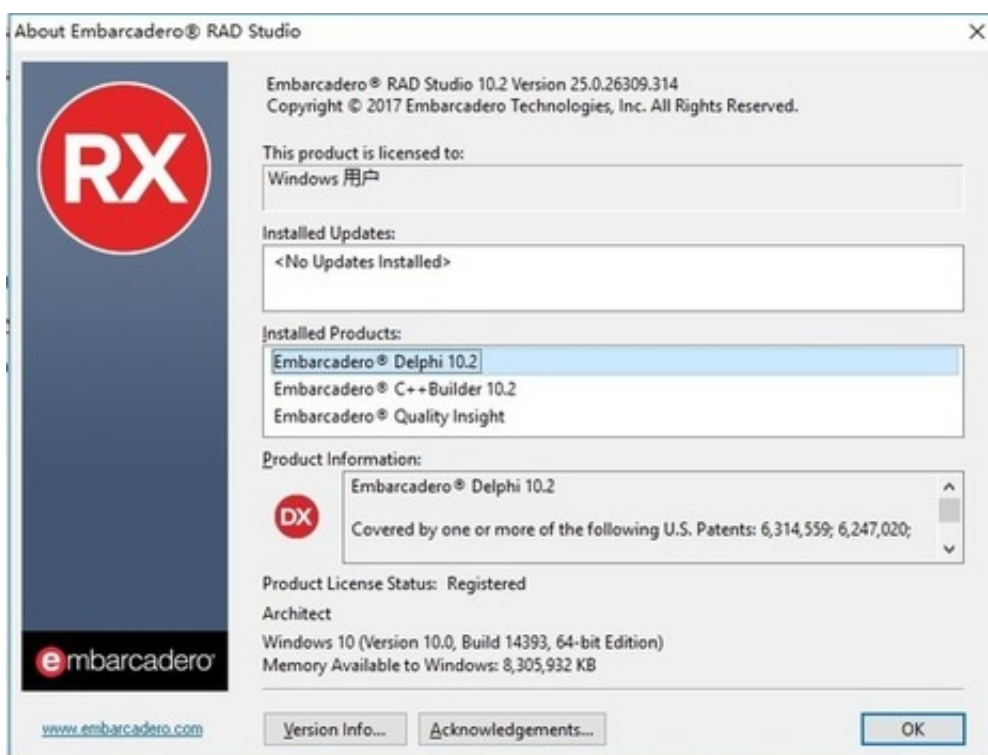 About Embarcadero® RAD Studio
RX
Embarcadero® RAD Studio 10.2 Version 25.0.26309.314
Copyright © 2017 Embarcadero Technologies, Inc. All Rights Reserved.
This product is licensed to:
Windows 用户
Installed Updates:
<No Updates Installed>
Installed Products:
Embarcadero® Delphi 10.2
Embarcadero® C++Builder 10.2
Embarcadero® Quality Insight
Product Information:
DX
Embarcadero® Delphi 10.2
Covered by one or more of the following U.S. Patents: 6,314,559; 6,247,020;
Product License Status: Registered
Architect
Windows 10 (Version 10.0, Build 14393, 64-bit Edition)
Memory Available to Windows: 8,305,932 KB
embarcadero
www.embarcadero.com
Version Info...
Acknowledgements...
OK